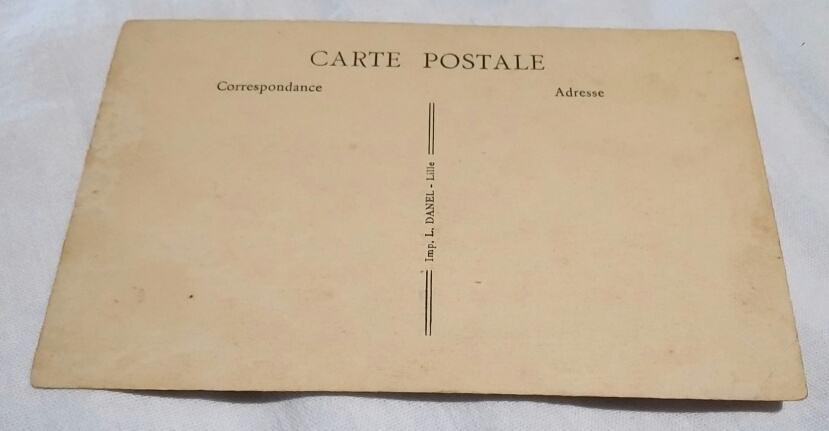 CARTE POSTALE
Correspondance
Adresse
Imp. L. DANEL - Lille